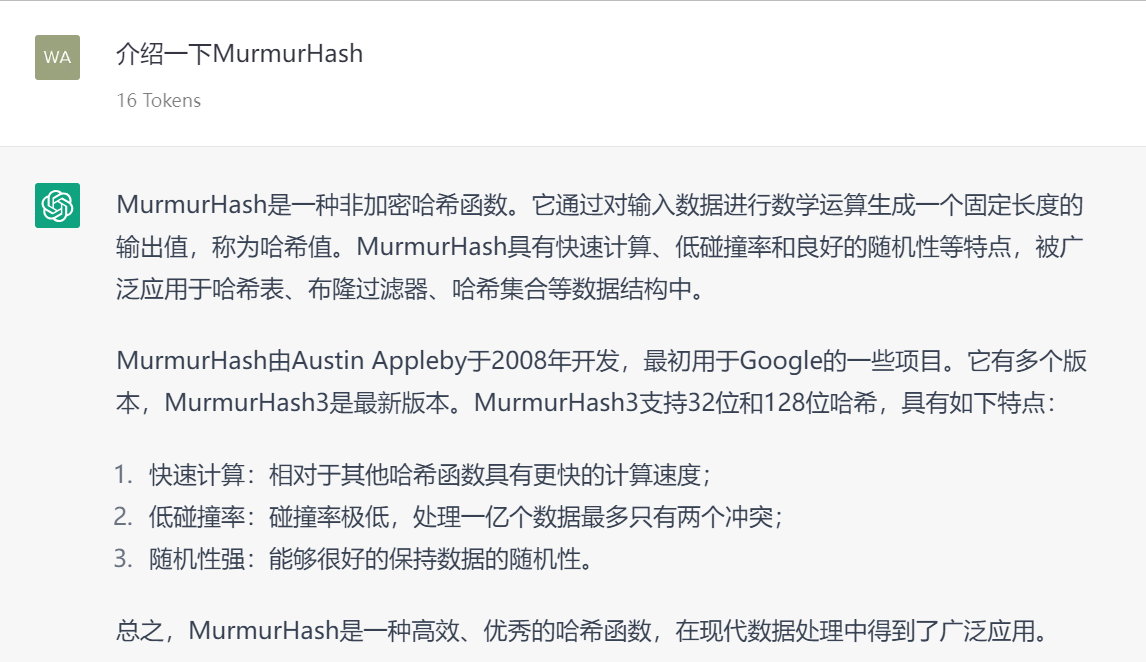 WA
介绍一下MurmurHash
16 Tokens
MurmurHash是一种非加密哈希函数。它通过对输入数据进行数学运算生成一个固定长度的
输出值，称为哈希值。MurmurHash具有快速计算、低碰撞率和良好的随机性等特点，被广
泛应用于哈希表、布隆过滤器、哈希集合等数据结构中。
MurmurHash由Austin Appleby于2008年开发，最初用于Google的一些项目。它有多个版
本，MurmurHash3是最新版本。MurmurHash3支持32位和128位哈希，具有如下特点：
1. 快速计算：相对于其他哈希函数具有更快的计算速度；
2. 低碰撞率：碰撞率极低，处理一亿个数据最多只有两个冲突；
3. 随机性强：能够很好的保持数据的随机性。
总之，MurmurHash是一种高效、优秀的哈希函数，在现代数据处理中得到了广泛应用。